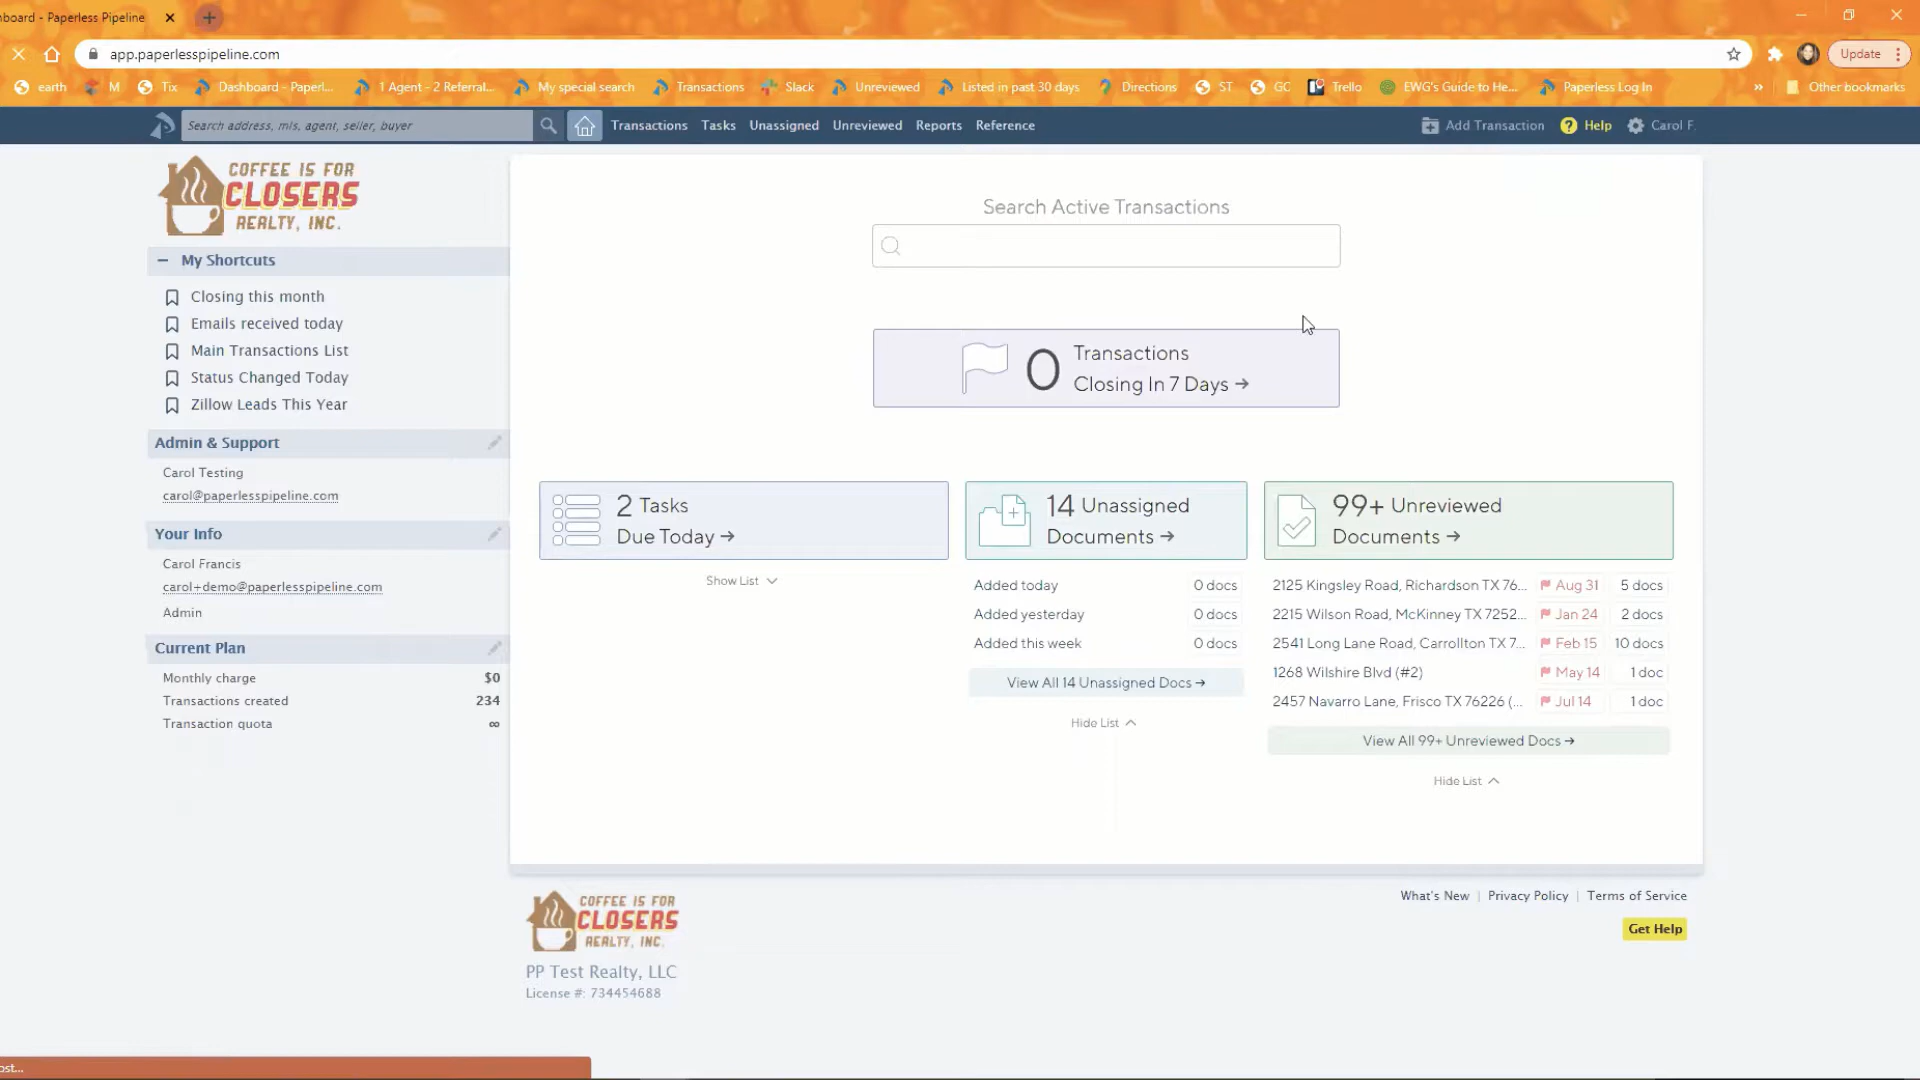 nboard - Paperless Pipeline
app.paperlesspipeline.com
Update
earth
M
Tix
Dashboard - Paperl...
1 Agent - 2 Referral...
My special search
Transactions
Slack
Unreviewed
Listed in past 30 days
Directions
ST
GC
Trello
EWG's Guide to He...
Paperless Log In
»
Other bookmarks
Search address, mls, agent, seller, buyer
Transactions
Tasks
Unassigned
Unreviewed
Reports
Reference
Add Transaction
Help
Carol F.
COFFEE IS FOR
CLOSERS
REALTY, INC.
My Shortcuts
Closing this month
Emails received today
Main Transactions List
Status Changed Today
Zillow Leads This Year
Admin & Support
Carol Testing
carol@paperlesspipeline.com
Your Info
Carol Francis
carol+demo@paperlesspipeline.com
Admin
Current Plan
Monthly charge $0
Transactions created 234
Transaction quota ∞
Search Active Transactions
0 Transactions
Closing In 7 Days →
2 Tasks
Due Today →
Show List
14 Unassigned
Documents →
Added today 0 docs
Added yesterday 0 docs
Added this week 0 docs
View All 14 Unassigned Docs →
Hide List
99+ Unreviewed
Documents →
2125 Kingsley Road, Richardson TX 76... Aug 31 5 docs
2215 Wilson Road, McKinney TX 7252... Jan 24 2 docs
2541 Long Lane Road, Carrollton TX 7... Feb 15 10 docs
1268 Wilshire Blvd (#2) May 14 1 doc
2457 Navarro Lane, Frisco TX 76226 (... Jul 14 1 doc
View All 99+ Unreviewed Docs →
Hide List
COFFEE IS FOR
CLOSERS
REALTY, INC.
PP Test Realty, LLC
License #: 734454688
What's New | Privacy Policy | Terms of Service
Get Help
ost...